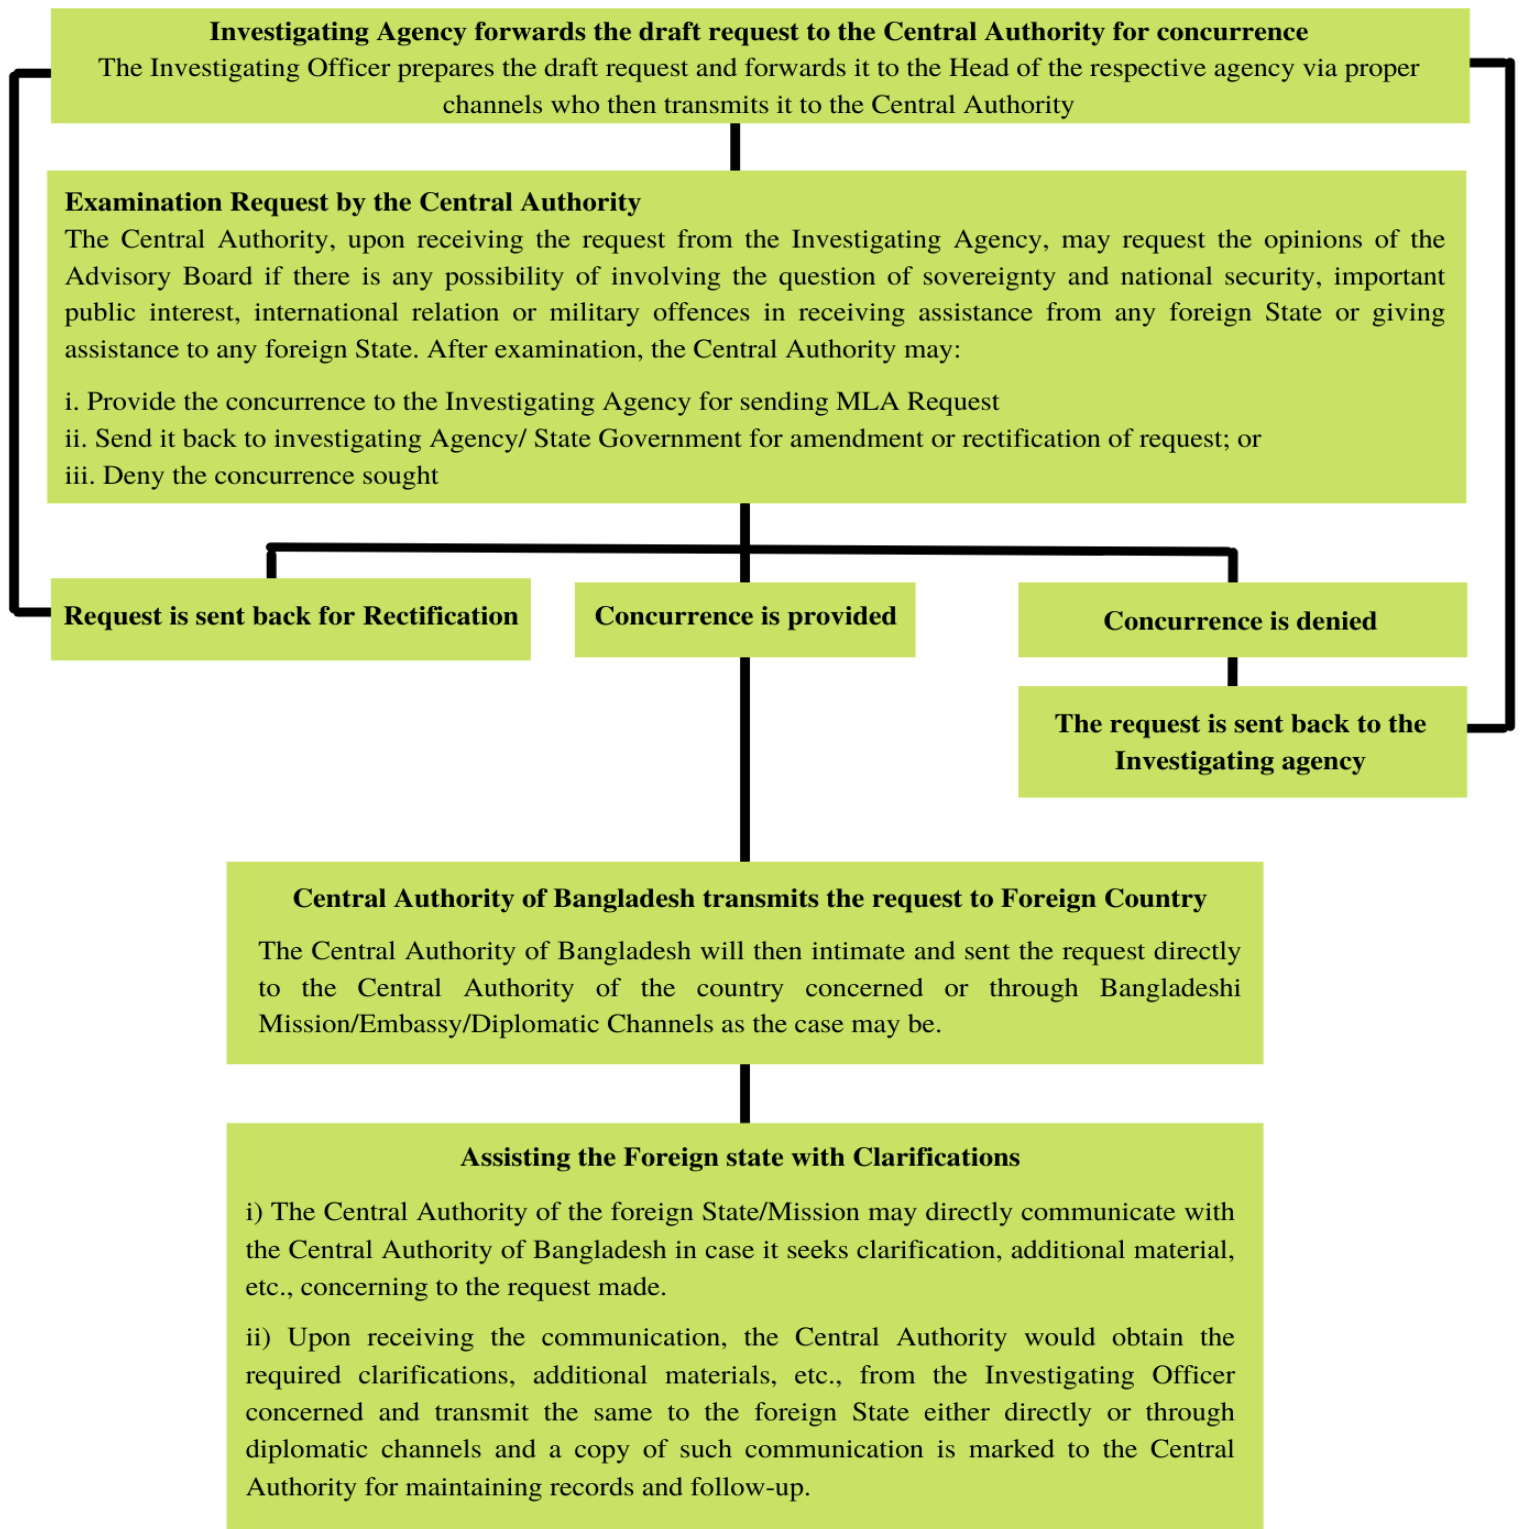 Investigating Agency forwards the draft request to the Central Authority for concurrence
The Investigating Officer prepares the draft request and forwards it to the Head of the respective agency via proper
channels who then transmits it to the Central Authority
Examination Request by the Central Authority
The Central Authority, upon receiving the request from the Investigating Agency, may request the opinions of the
Advisory Board if there is any possibility of involving the question of sovereignty and national security, important
public interest, international relation or military offences in receiving assistance from any foreign State or giving
assistance to any foreign State. After examination, the Central Authority may:
i. Provide the concurrence to the Investigating Agency for sending MLA Request
ii. Send it back to investigating Agency/ State Government for amendment or rectification of request; or
iii. Deny the concurrence sought
Request is sent back for Rectification
Concurrence is provided
Concurrence is denied
The request is sent back to the
Investigating agency
Central Authority of Bangladesh transmits the request to Foreign Country
The Central Authority of Bangladesh will then intimate and sent the request directly
to the Central Authority of the country concerned or through Bangladeshi
Mission/Embassy/Diplomatic Channels as the case may be.
Assisting the Foreign state with Clarifications
i) The Central Authority of the foreign State/Mission may directly communicate with
the Central Authority of Bangladesh in case it seeks clarification, additional material,
etc., concerning to the request made.
ii) Upon receiving the communication, the Central Authority would obtain the
required clarifications, additional materials, etc., from the Investigating Officer
concerned and transmit the same to the foreign State either directly or through
diplomatic channels and a copy of such communication is marked to the Central
Authority for maintaining records and follow-up.